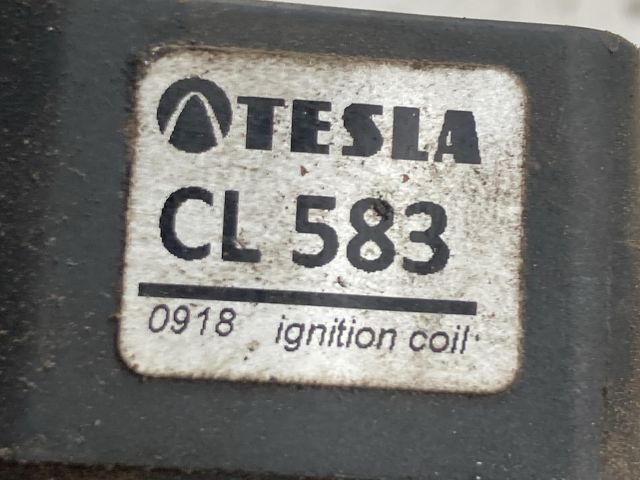 TESLA
CL 583
0918 ignition coil